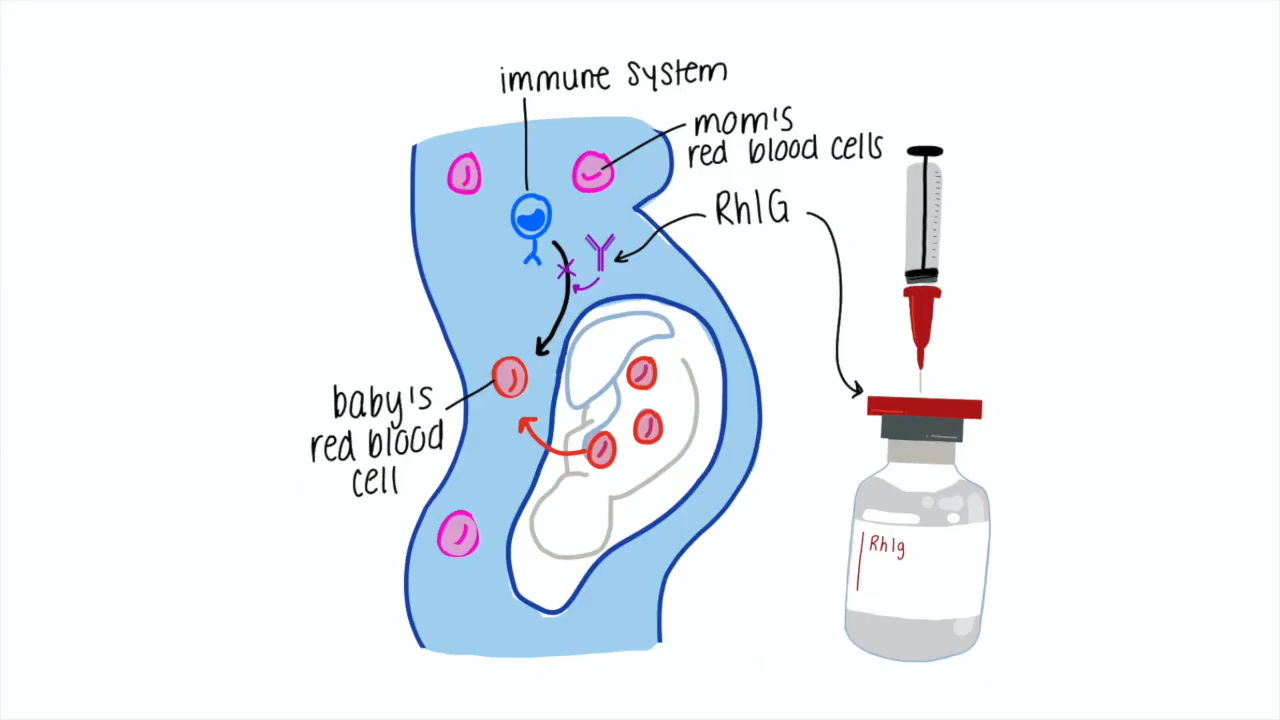 immune system
mom's
red blood cells
RhIG
baby's
red blood
cell
RhIg